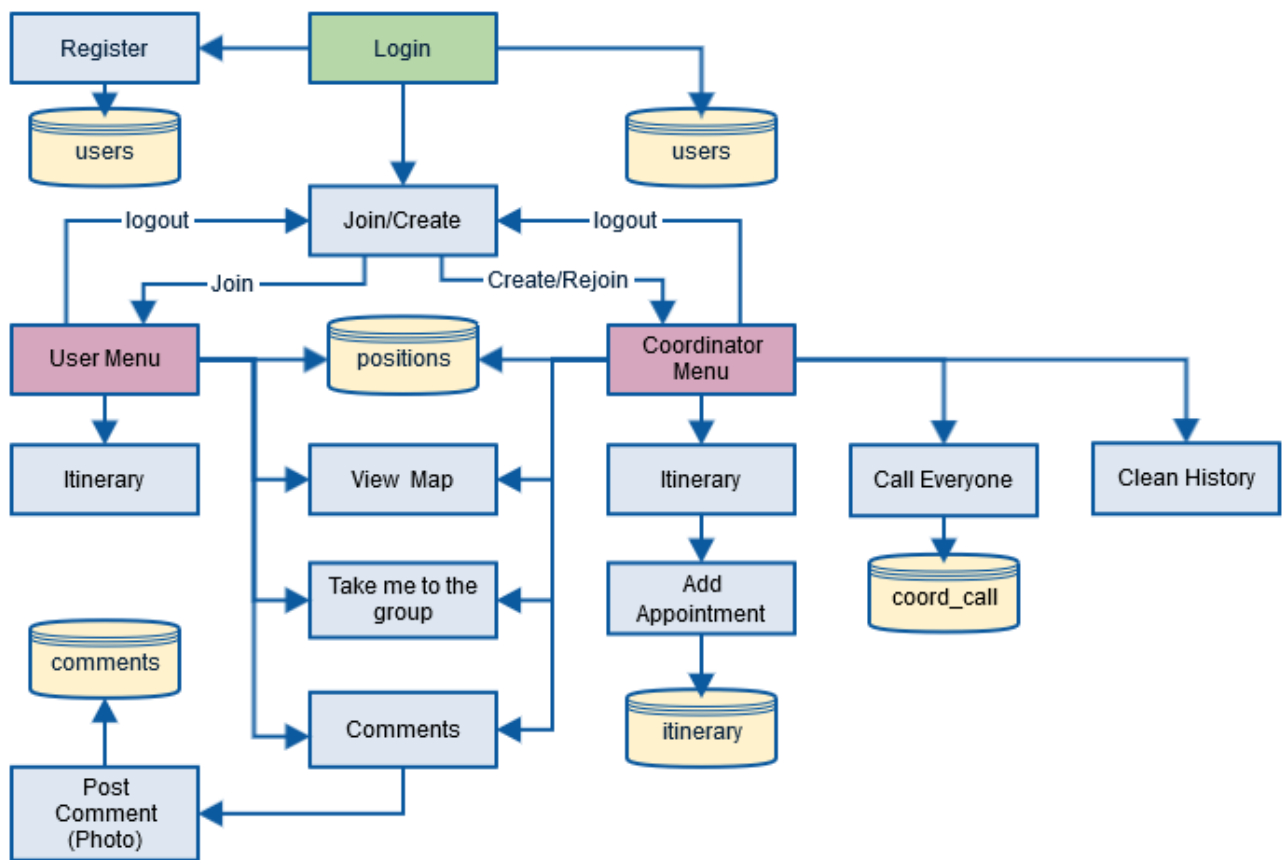 Register
Login
users
users
logout
Join/Create
logout
Join
Create/Rejoin
User Menu
positions
Coordinator
Menu
Itinerary
View Map
Itinerary
Call Everyone
Clean History
Take me to the
group
Add
Appointment
coord_call
comments
Comments
itinerary
Post
Comment
(Photo)